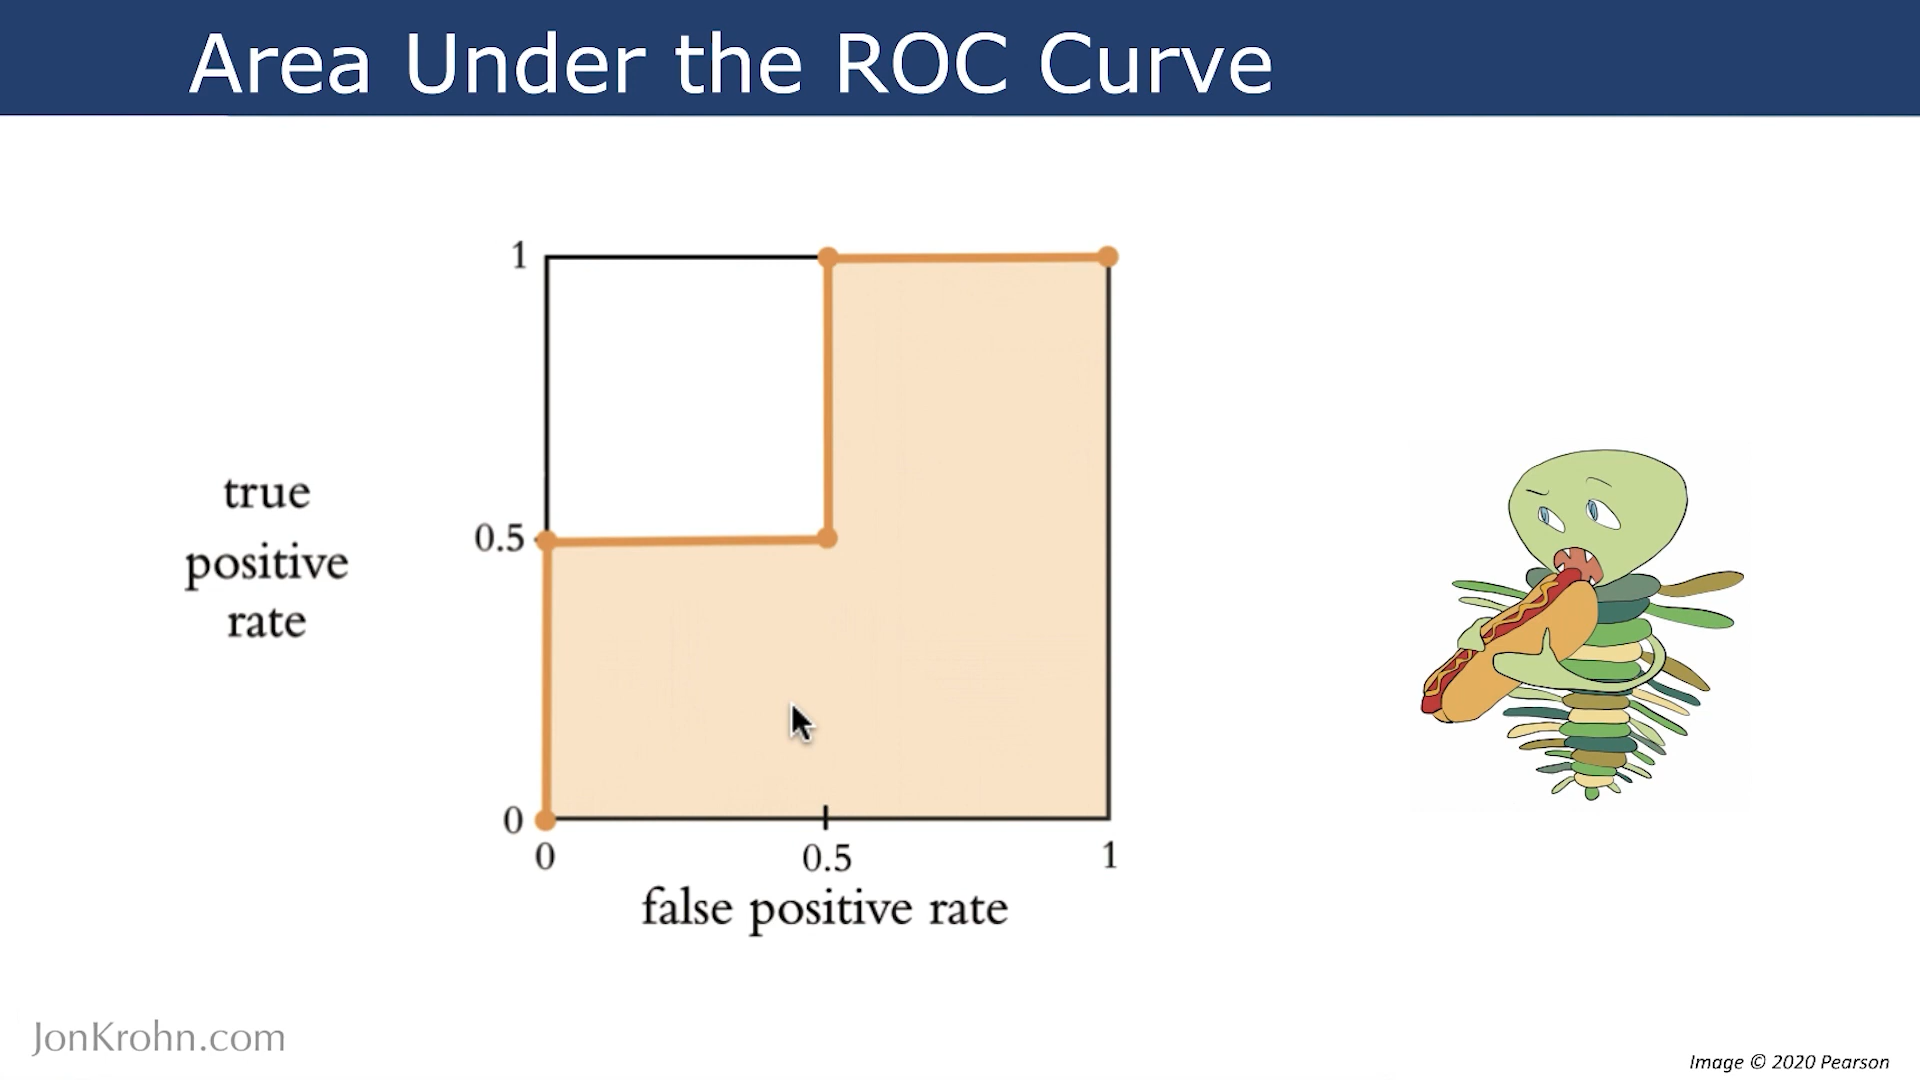 Area Under the ROC Curve
1
true
positive
rate
0.5
0
0
0.5
1
false positive rate
JonKrohn.com
Image © 2020 Pearson